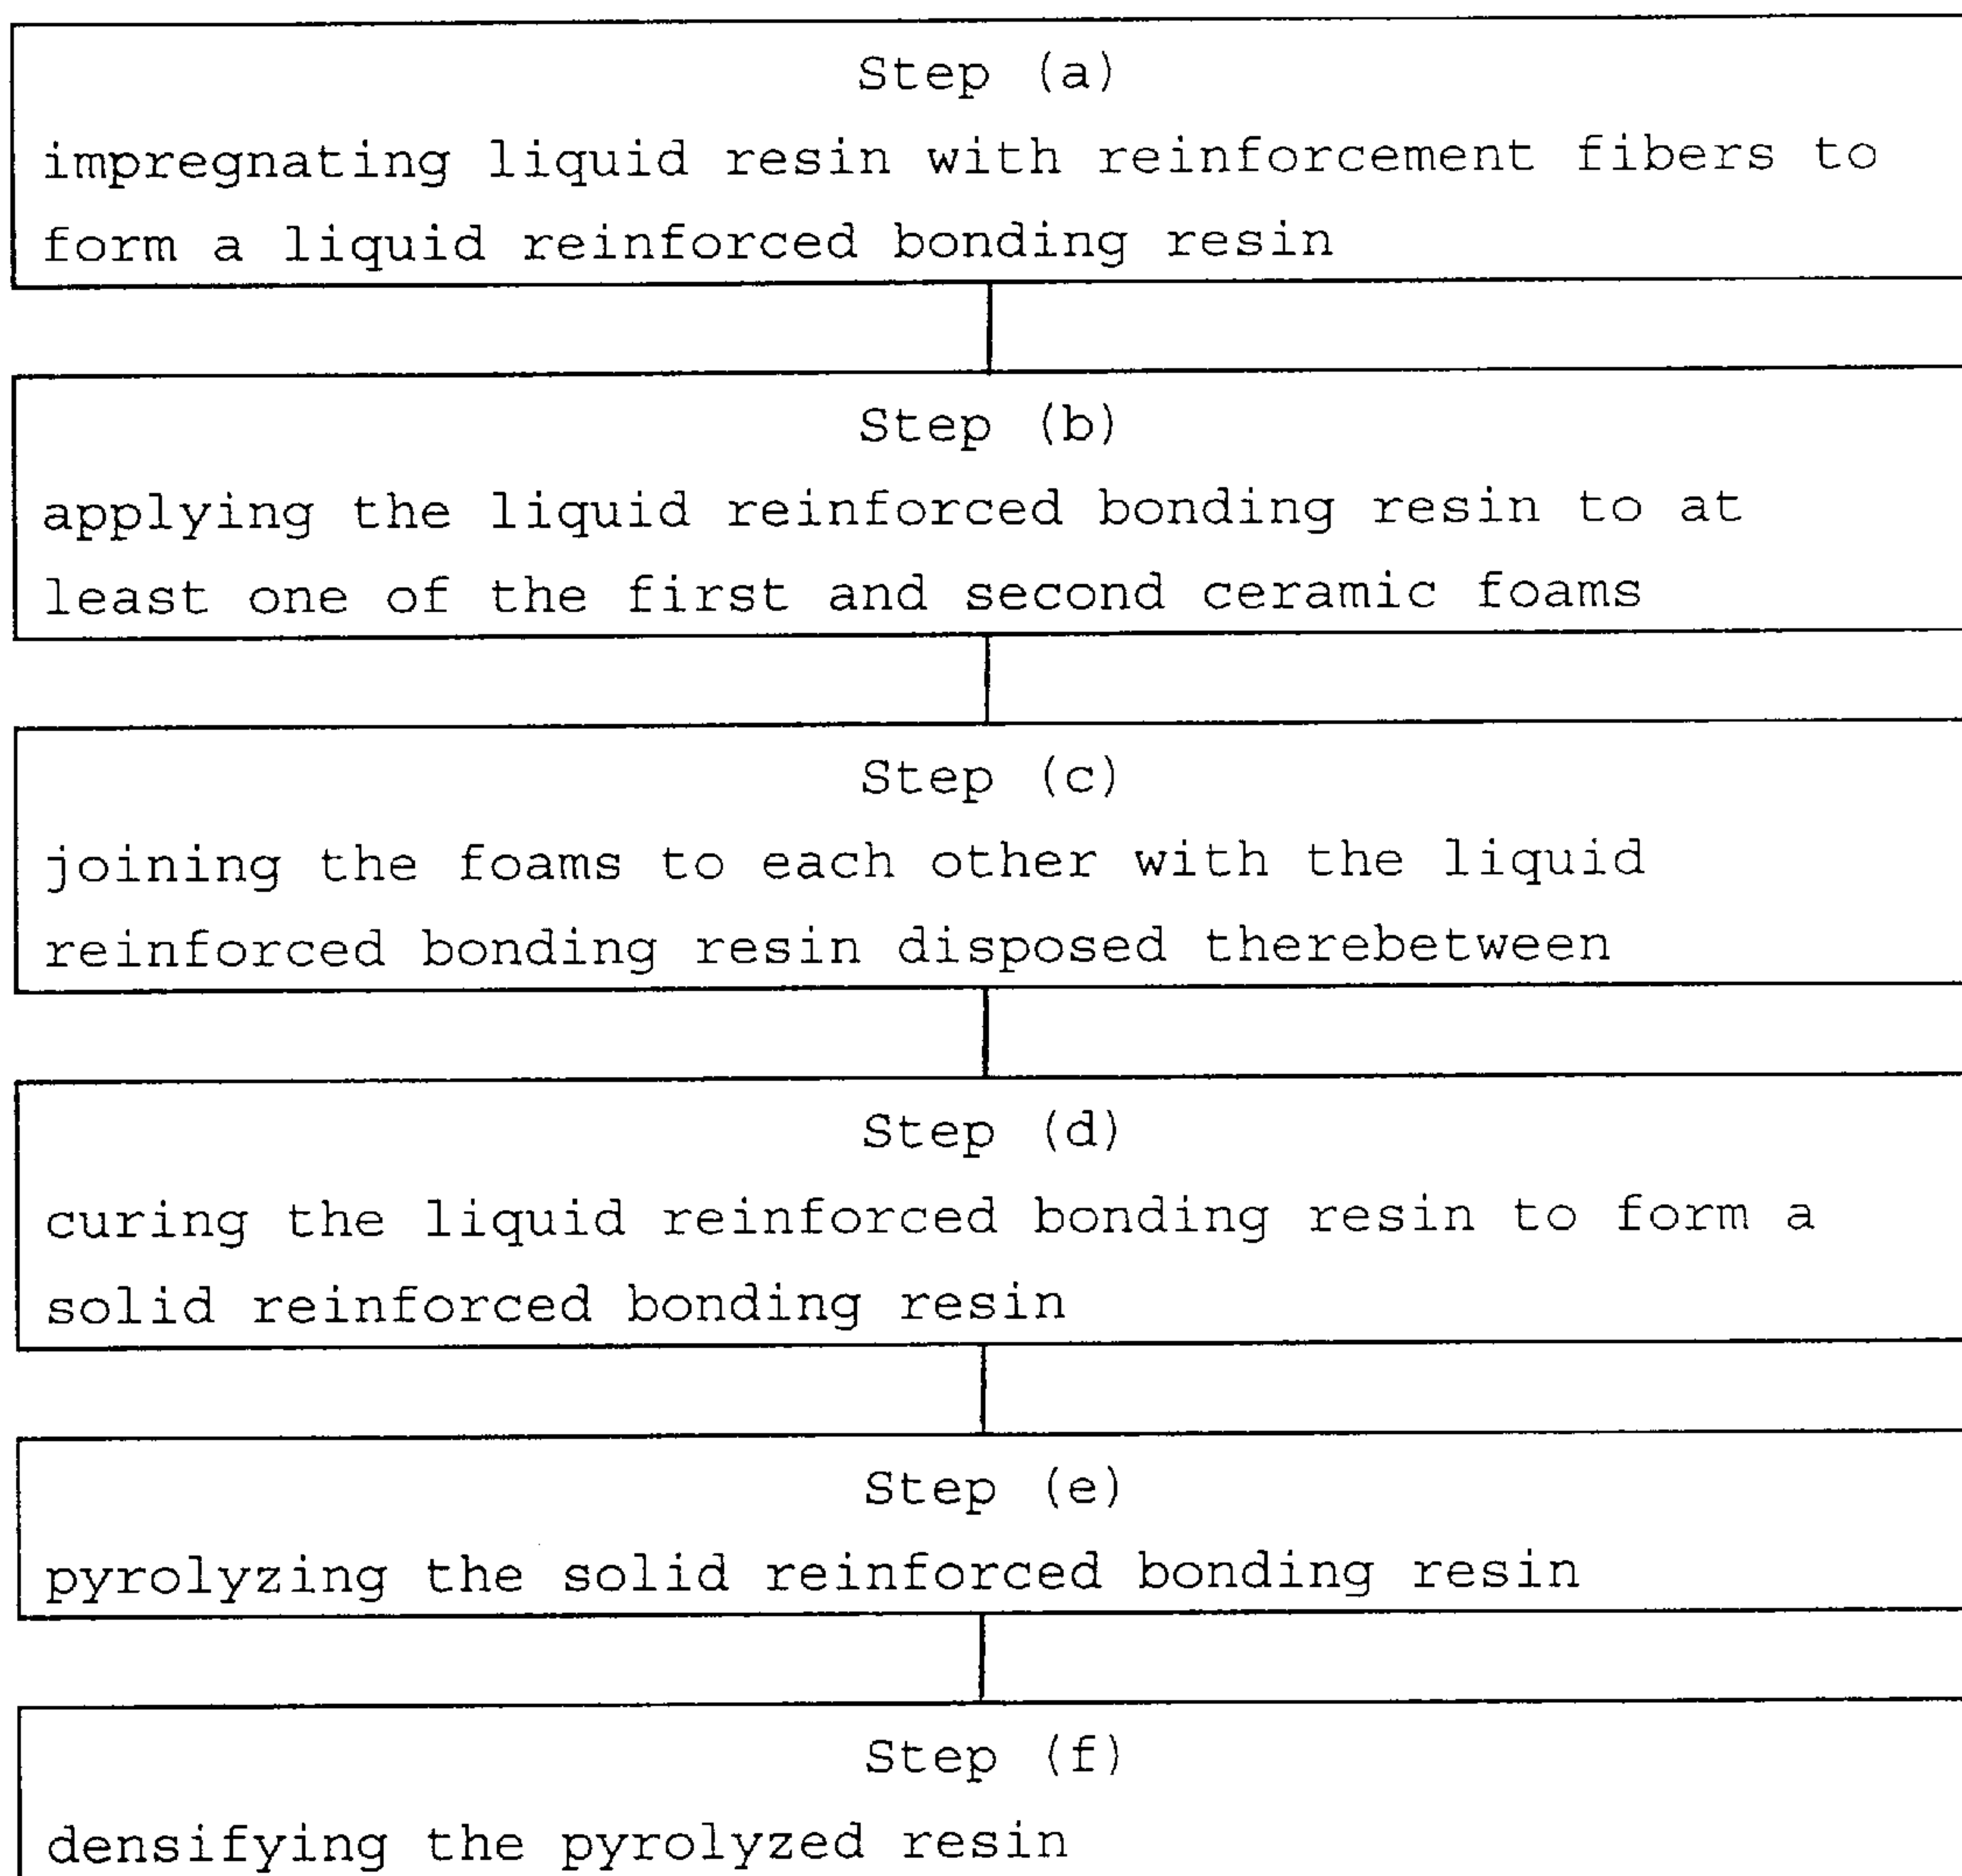 Step (a)
impregnating liquid resin with reinforcement fibers to
form a liquid reinforced bonding resin
Step (b)
applying the liquid reinforced bonding resin to at
least one of the first and second ceramic foams
Step (c)
joining the foams to each other with the liquid
reinforced bonding resin disposed therebetween
Step (d)
curing the liquid reinforced bonding resin to form a
solid reinforced bonding resin
Step (e)
pyrolyzing the solid reinforced bonding resin
Step (f)
densifying the pyrolyzed resin